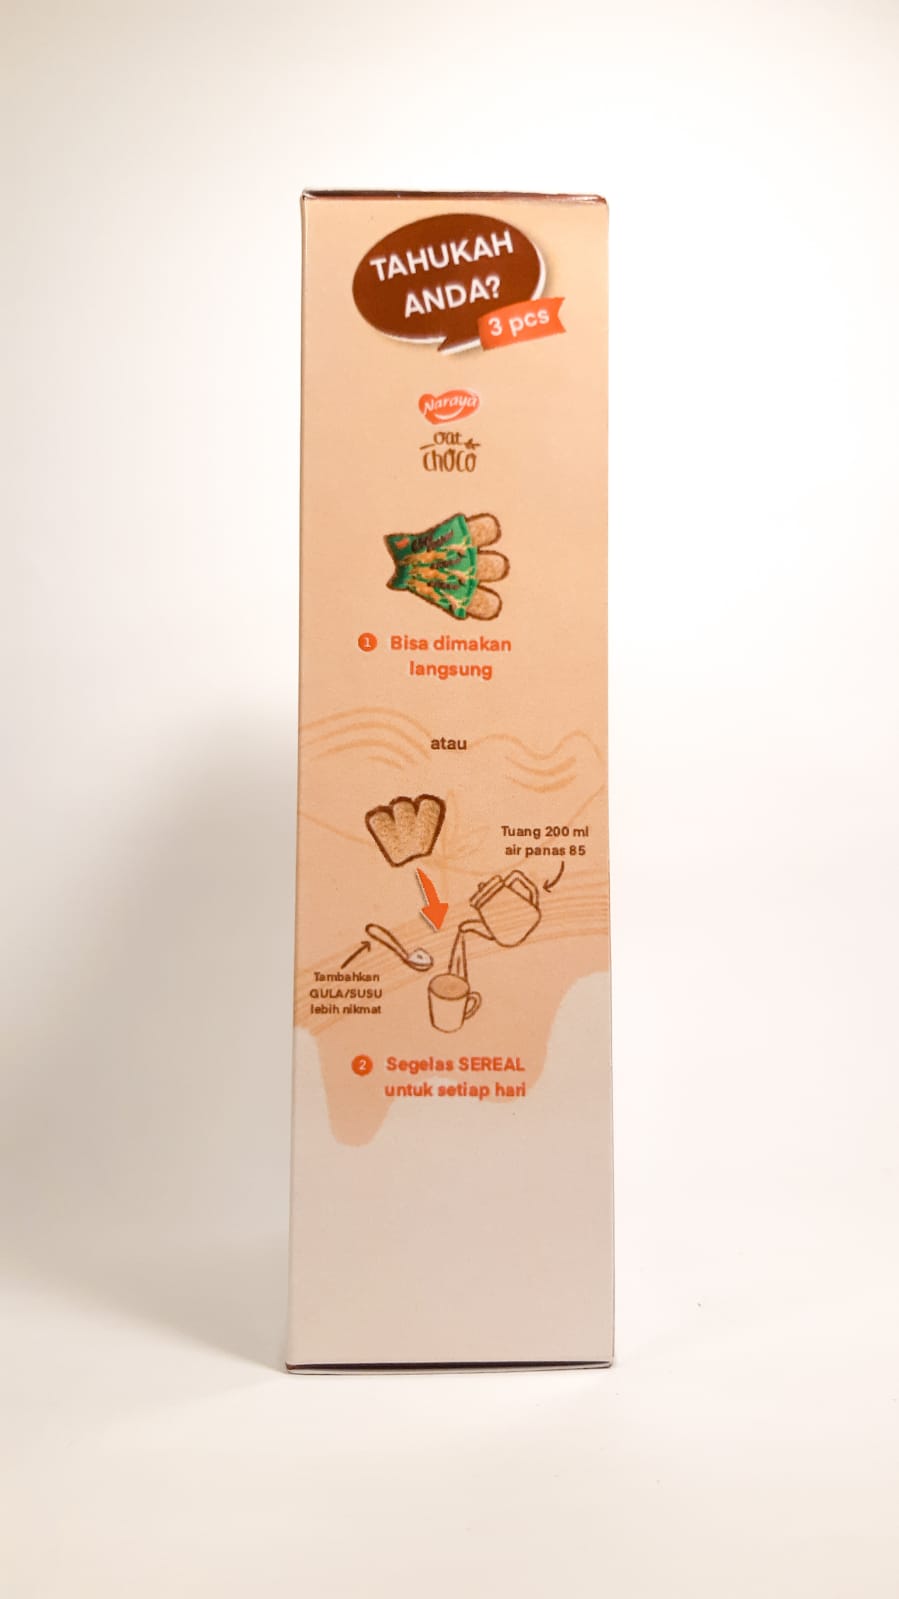 TAHUKAH
ANDA?
3 pcs
Naraya
oat &
choco
1 Bisa dimakan
langsung
atau
Tuang 200 ml
air panas 85
Tambahkan
GULA/SUSU
lebih nikmat
2 Segelas SEREAL
untuk setiap hari